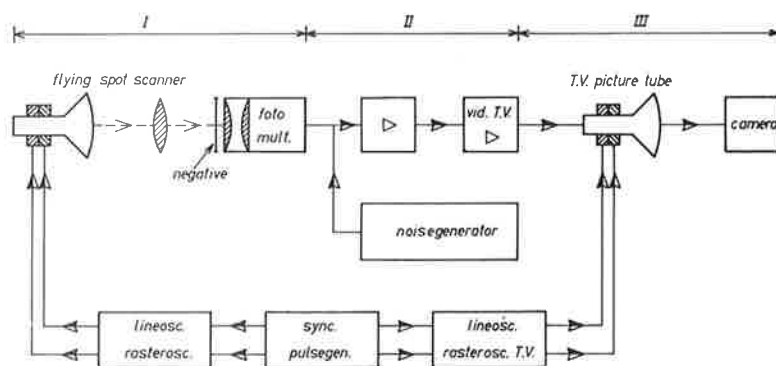 I II III
flying spot scanner
T.V. picture tube
foto
mult.
vid. T.V.
camera
negative
noisegenerator
lineosc.
rasterosc.
sync.
pulsegen.
lineosc.
rasterosc. T.V.